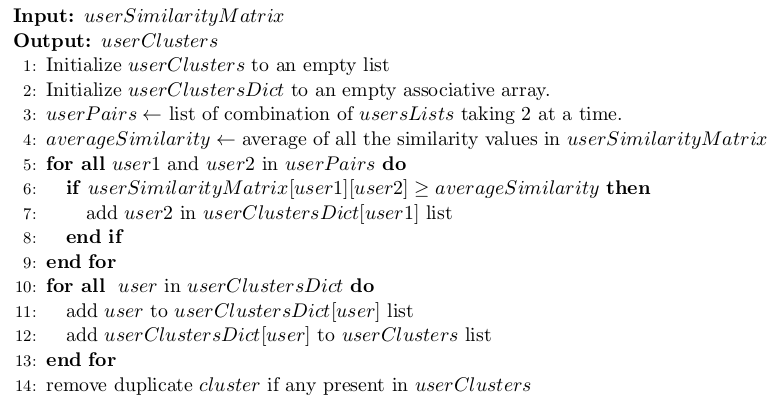 Input: userSimilarityMatrix
Output: userClusters
1: Initialize userClusters to an empty list
2: Initialize userClustersDict to an empty associative array.
3: userPairs ← list of combination of usersLists taking 2 at a time.
4: averageSimilarity ← average of all the similarity values in userSimilarityMatrix
5: for all user1 and user2 in userPairs do
6: if userSimilarityMatrix[user1][user2] ≥ averageSimilarity then
7: add user2 in userClustersDict[user1] list
8: end if
9: end for
10: for all user in userClustersDict do
11: add user to userClustersDict[user] list
12: add userClustersDict[user] to userClusters list
13: end for
14: remove duplicate cluster if any present in userClusters